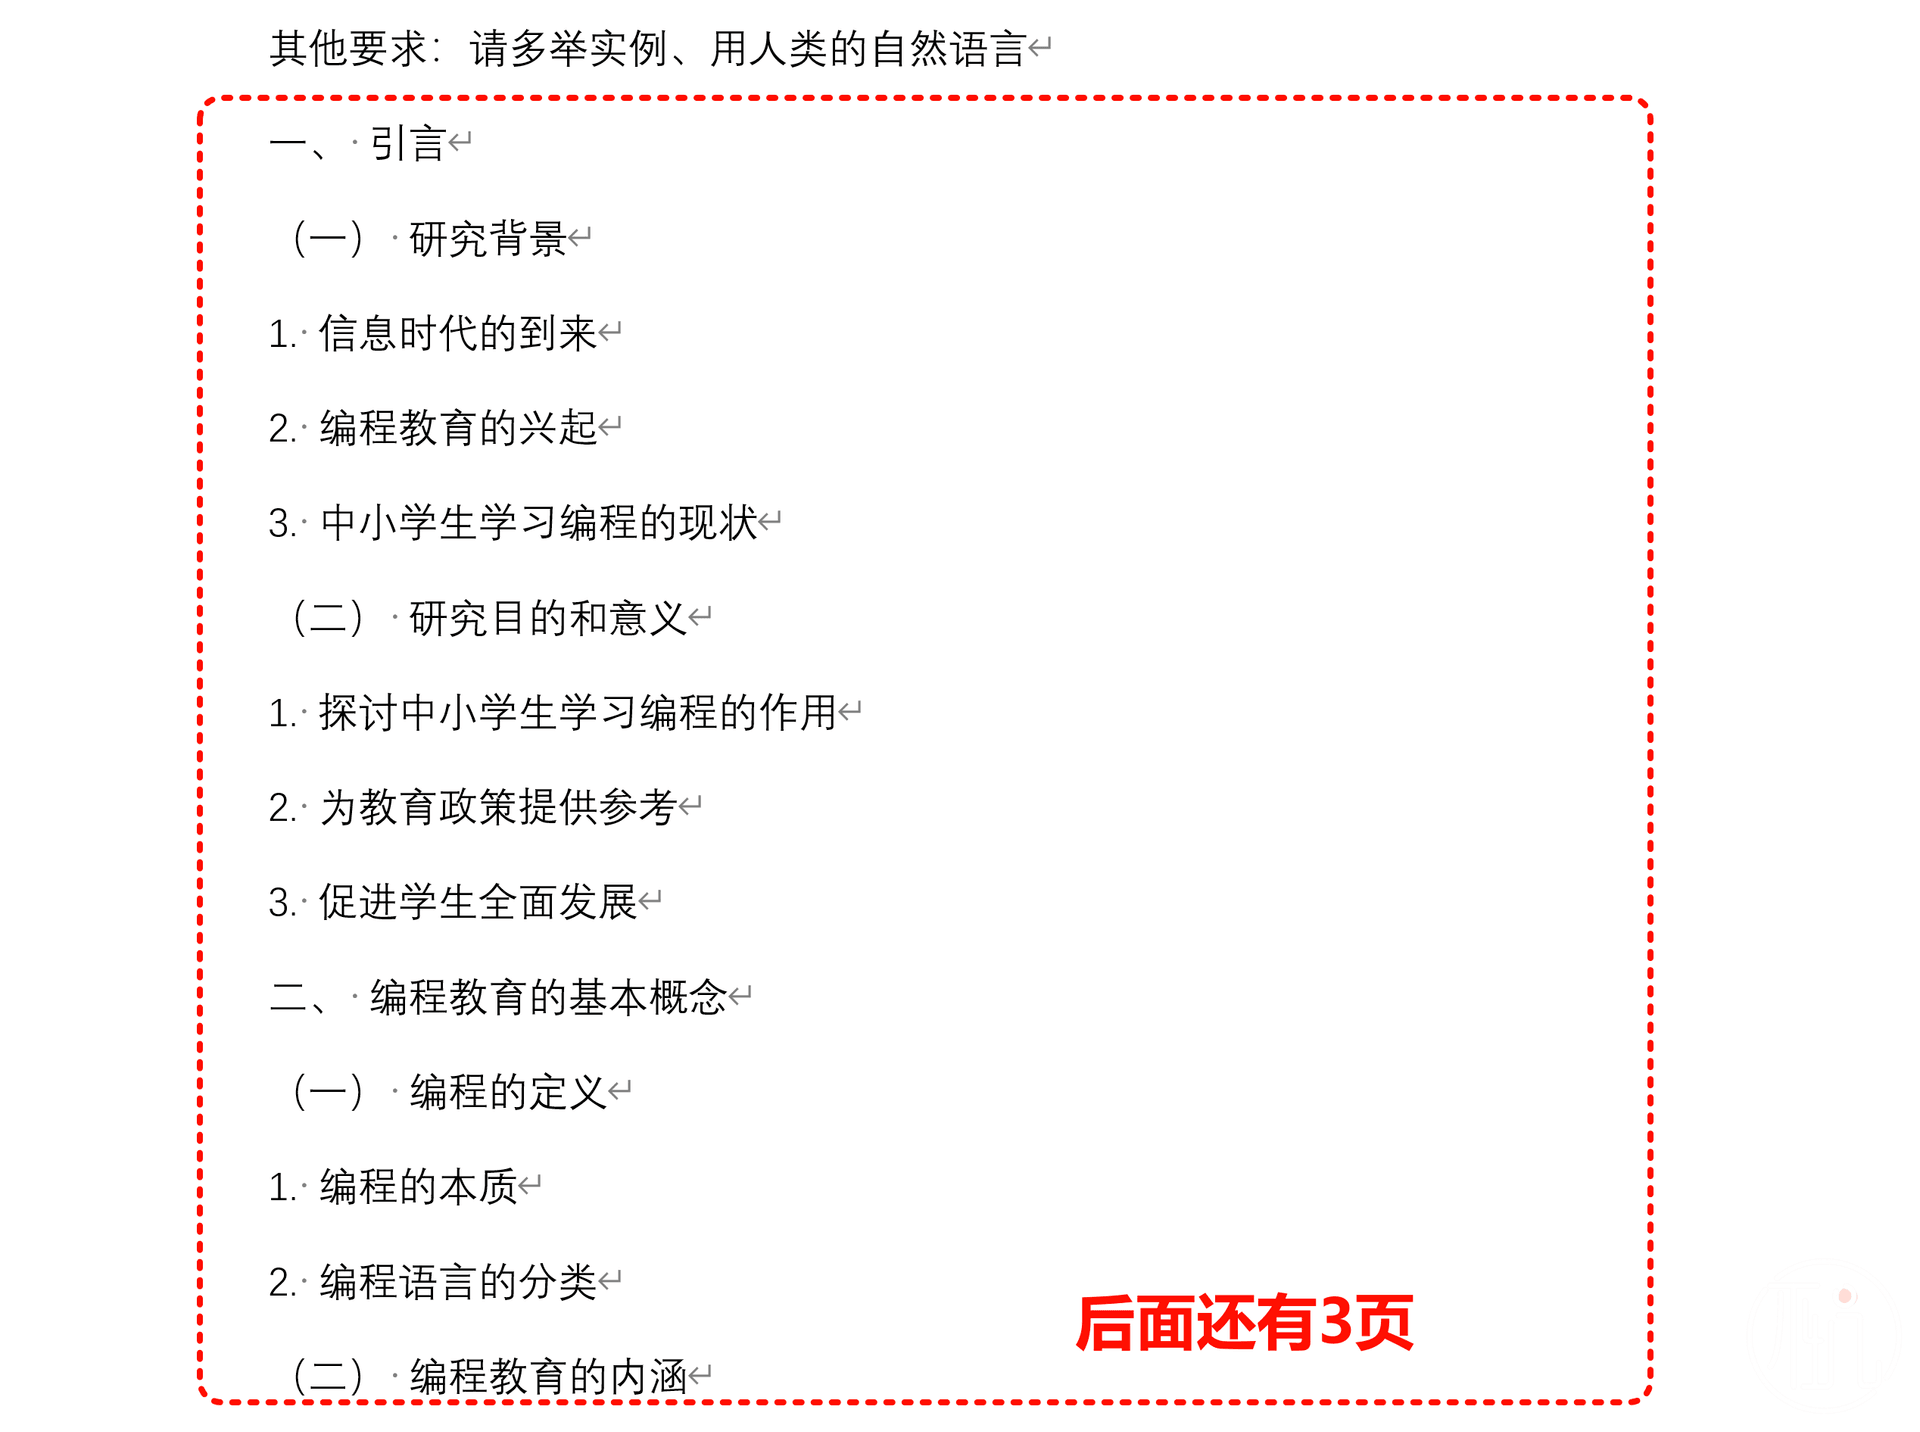 其他要求：请多举实例、用人类的自然语言
一、引言
（一）研究背景
1. 信息时代的到来
2. 编程教育的兴起
3. 中小学生学习编程的现状
（二）研究目的和意义
1. 探讨中小学生学习编程的作用
2. 为教育政策提供参考
3. 促进学生全面发展
二、编程教育的基本概念
（一）编程的定义
1. 编程的本质
2. 编程语言的分类
后面还有3页
（二）编程教育的内涵